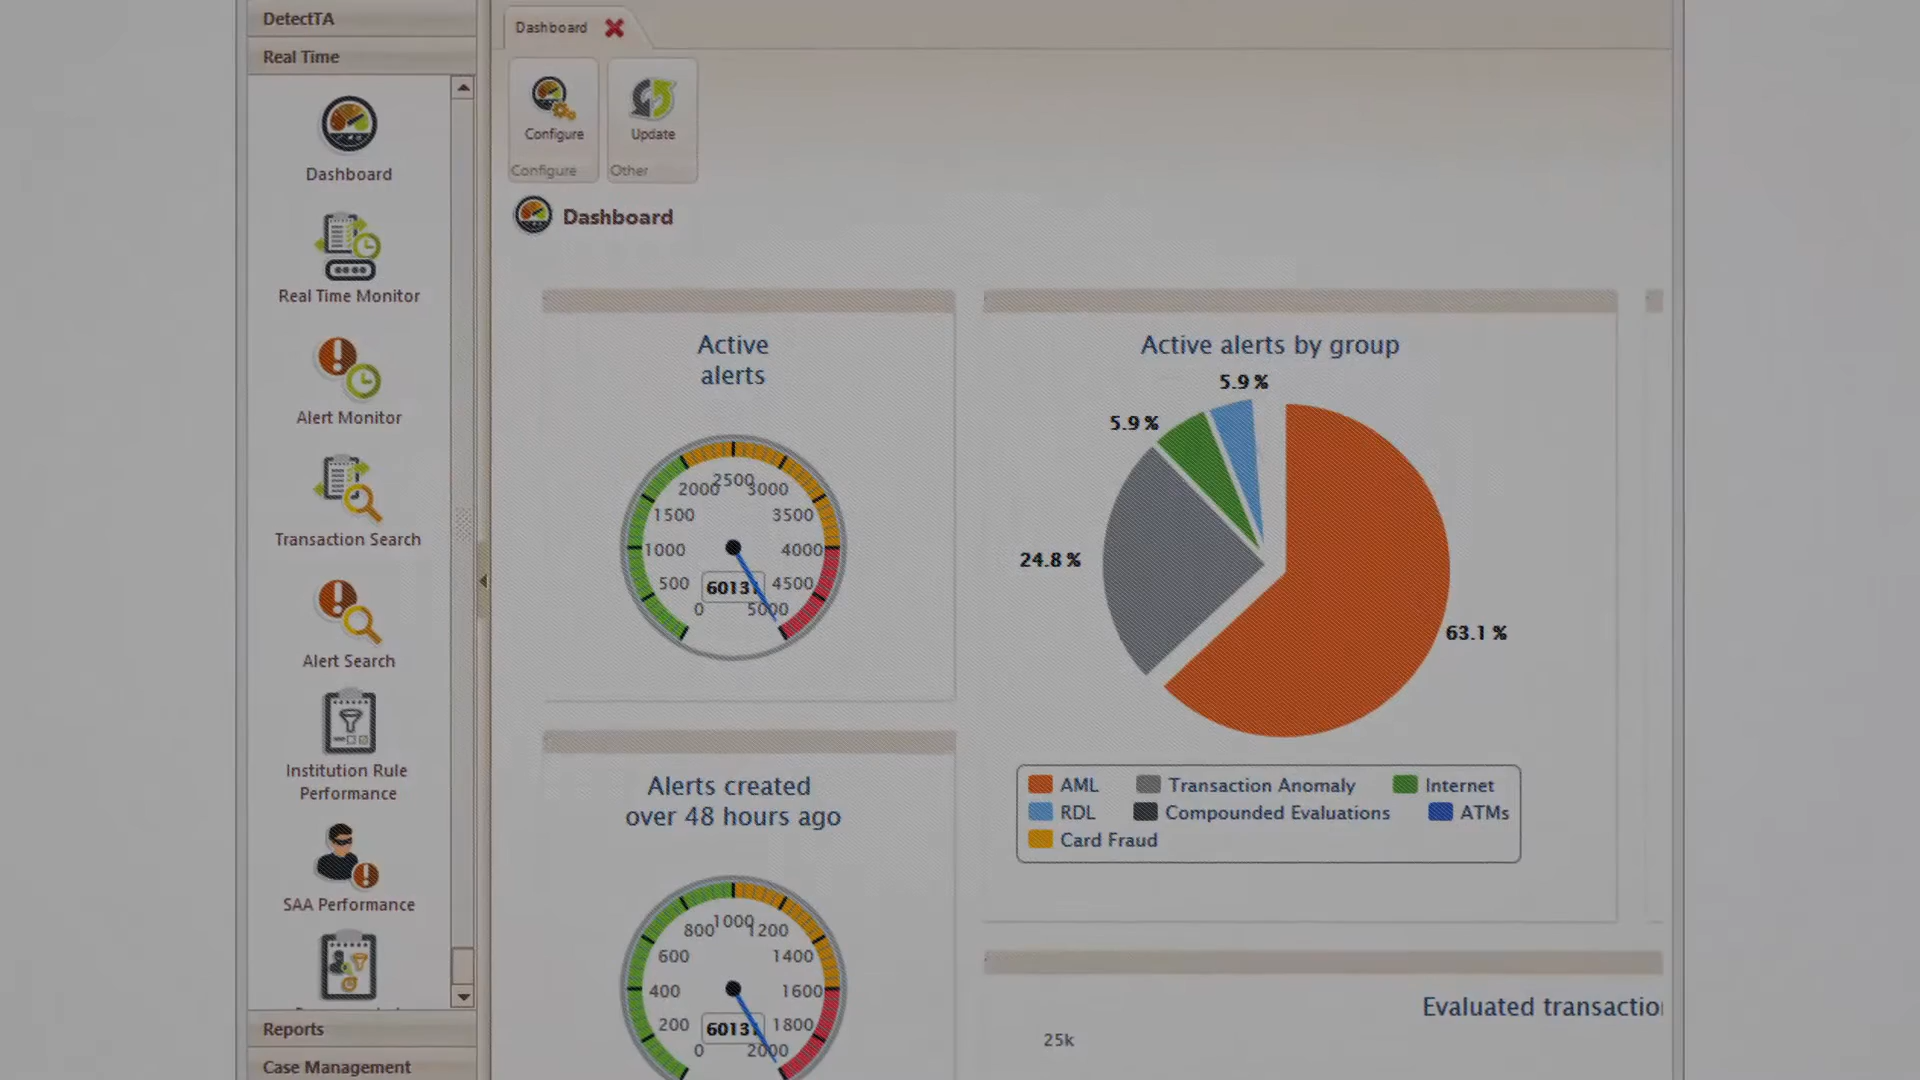 DetectTA
Real Time
Dashboard
Real Time Monitor
Alert Monitor
Transaction Search
Alert Search
Institution Rule
Performance
SAA Performance
Reports
Case Management
Dashboard
Configure
Update
Configure
Other
Dashboard
Active
alerts
0
500
1000
1500
2000
2500
3000
3500
4000
4500
5000
Active alerts by group
5.9 %
5.9 %
24.8 %
63.1 %
AML
Transaction Anomaly
Internet
RDL
Compounded Evaluations
ATMs
Card Fraud
Alerts created
over 48 hours ago
0
200
400
600
800
1000
1200
1400
1600
1800
2000
Evaluated
25k